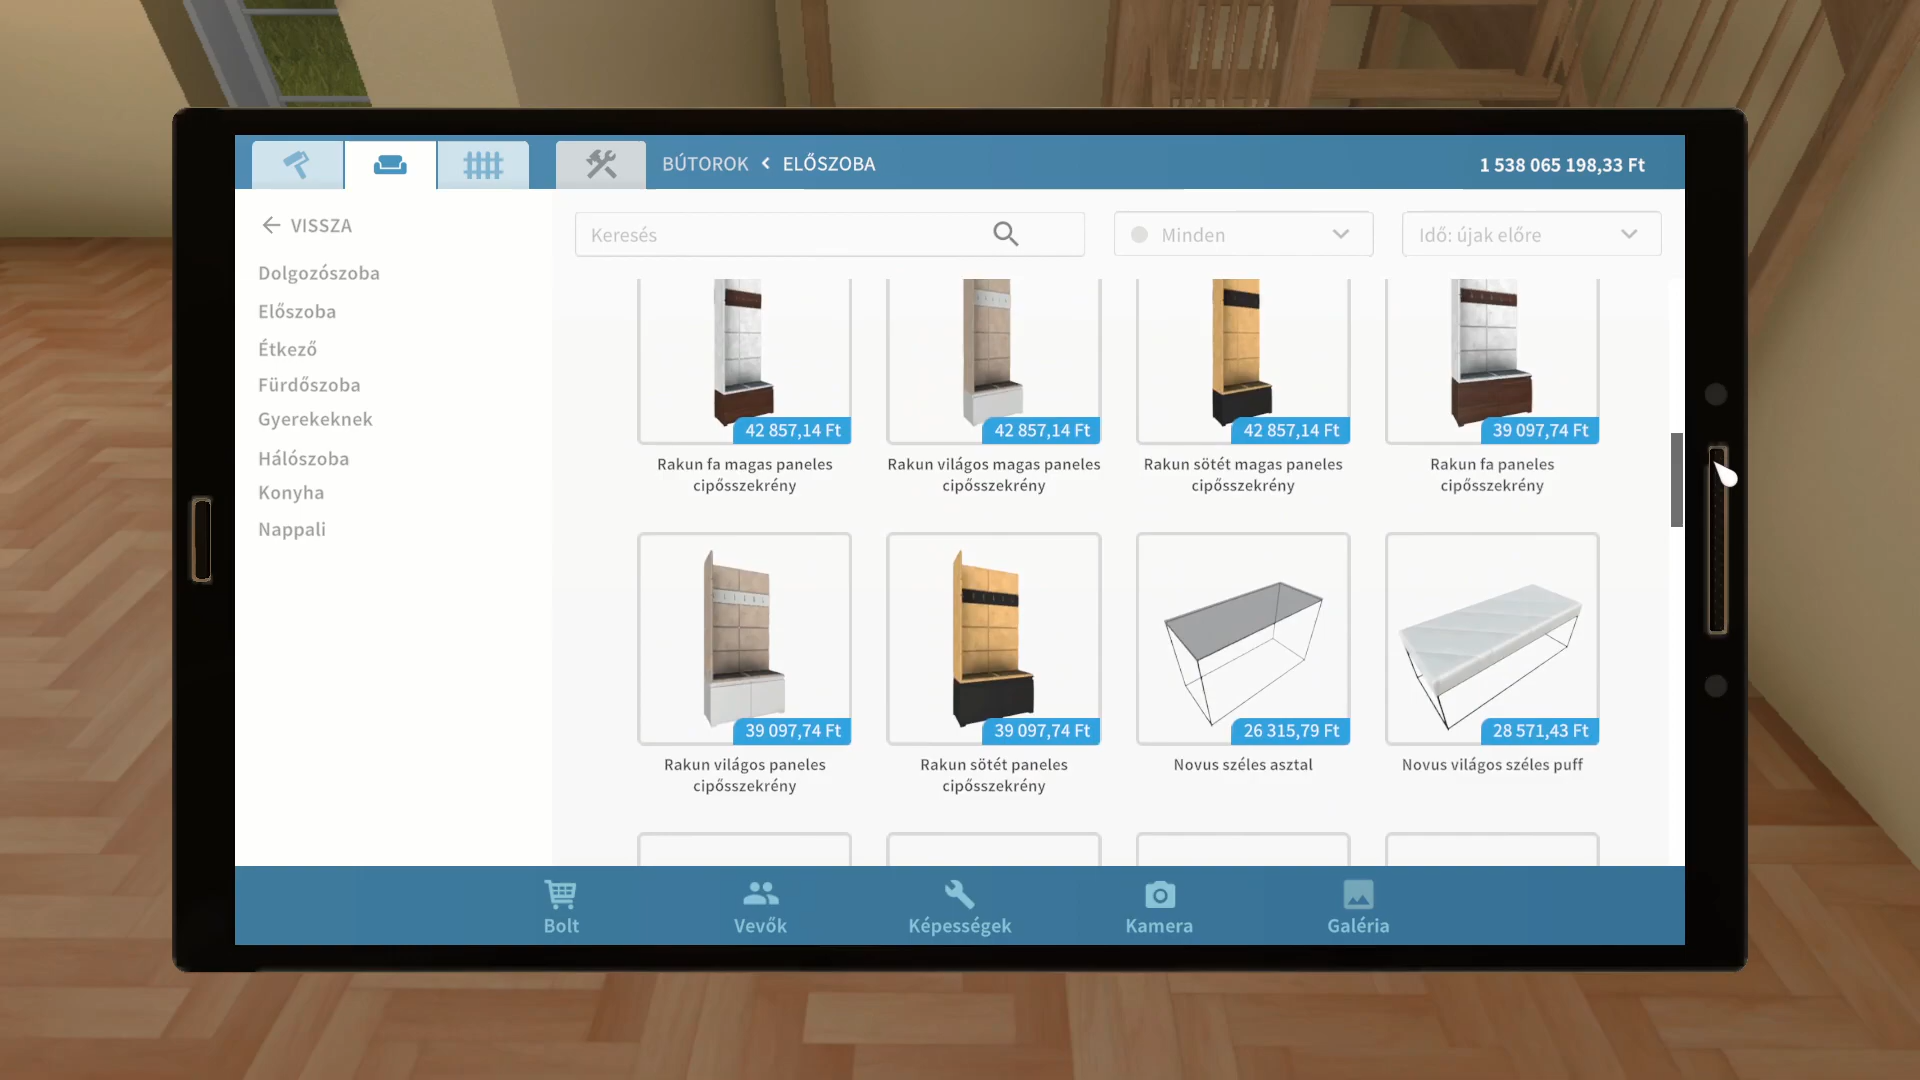 BÚTOROK < ELŐSZOBA
1 538 065 198,33 Ft
VISSZA
Dolgozószoba
Előszoba
Étkező
Fürdőszoba
Gyerekeknek
Hálószoba
Konyha
Nappali
Keresés
Minden
Idő: újak előre
42 857,14 Ft
42 857,14 Ft
42 857,14 Ft
39 097,74 Ft
Rakun fa magas paneles
cipősszekrény
Rakun világos magas paneles
cipősszekrény
Rakun sötét magas paneles
cipősszekrény
Rakun fa paneles
cipősszekrény
39 097,74 Ft
39 097,74 Ft
26 315,79 Ft
28 571,43 Ft
Rakun világos paneles
cipősszekrény
Rakun sötét paneles
cipősszekrény
Novus széles asztal
Novus világos széles puff
Bolt
Vevők
Képességek
Kamera
Galéria